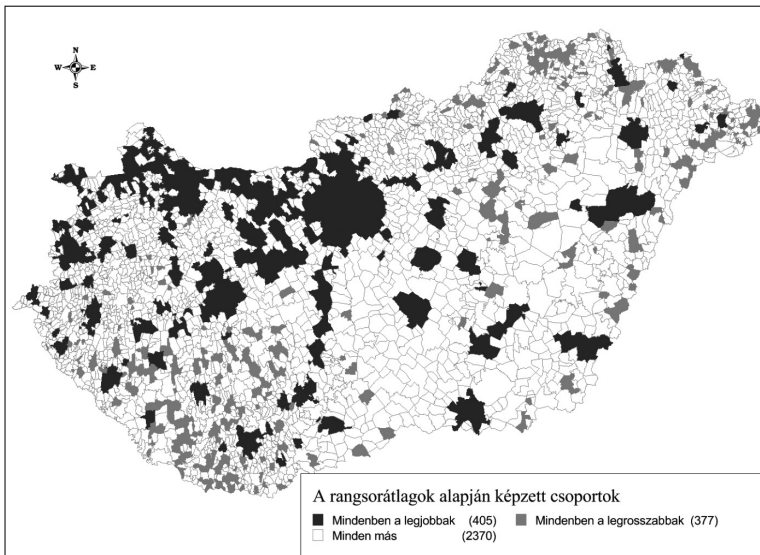 N
W E
S
A rangsorátlagok alapján képzett csoportok
Mindenben a legjobbak (405) Mindenben a legrosszabbak (377)
Minden más (2370)